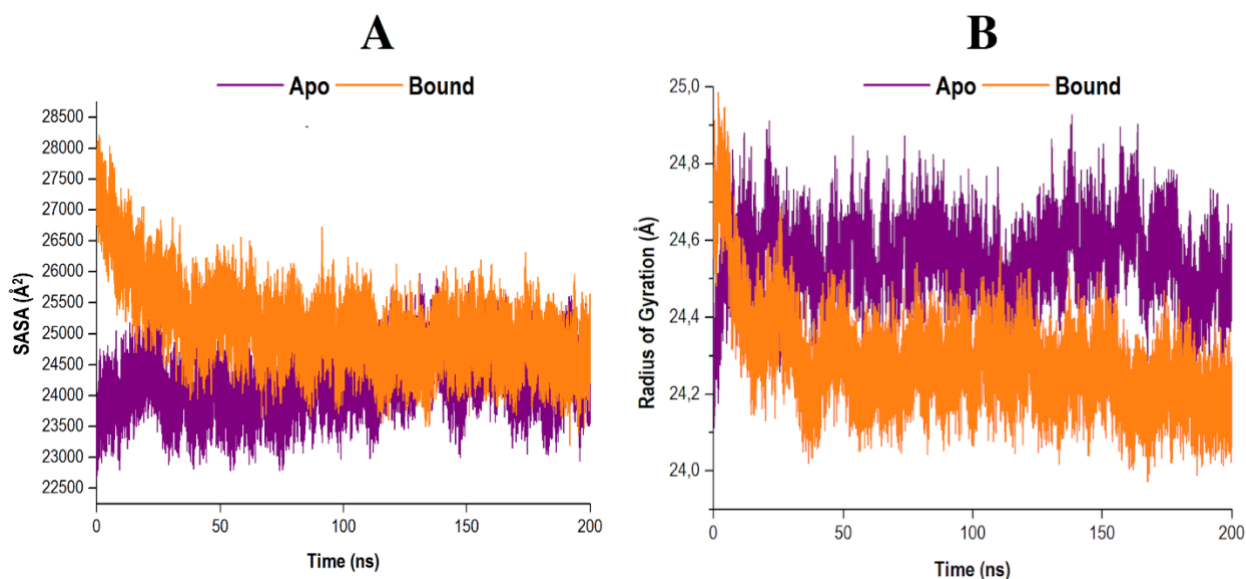 A
Apo Bound
SASA (Å²)
28500
28000
27500
27000
26500
26000
25500
25000
24500
24000
23500
23000
22500
0 50 100 150 200
Time (ns)
B
Apo Bound
Radius of Gyration (Å)
25,0
24,8
24,6
24,4
24,2
24,0
0 50 100 150 200
Time (ns)